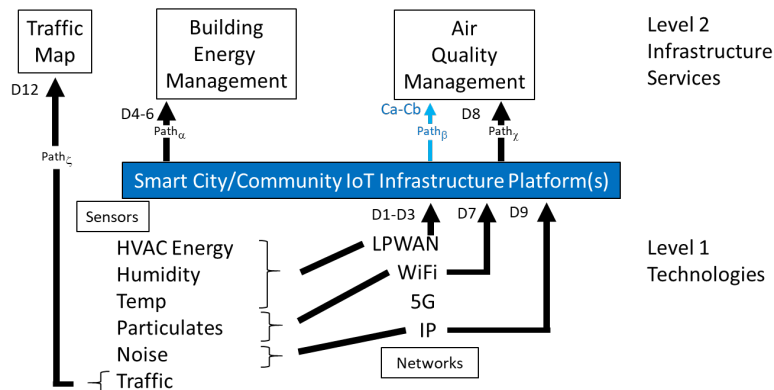 Traffic
Map
Building
Energy
Management
Air
Quality
Management
Level 2
Infrastructure
Services
D12
D4-6
Ca-Cb
D8
Pathα
Pathβ
Pathχ
Pathζ
Smart City/Community IoT Infrastructure Platform(s)
Sensors
D1-D3
D7
D9
HVAC Energy
Humidity
Temp
Particulates
Noise
Traffic
LPWAN
WiFi
5G
IP
Networks
Level 1
Technologies